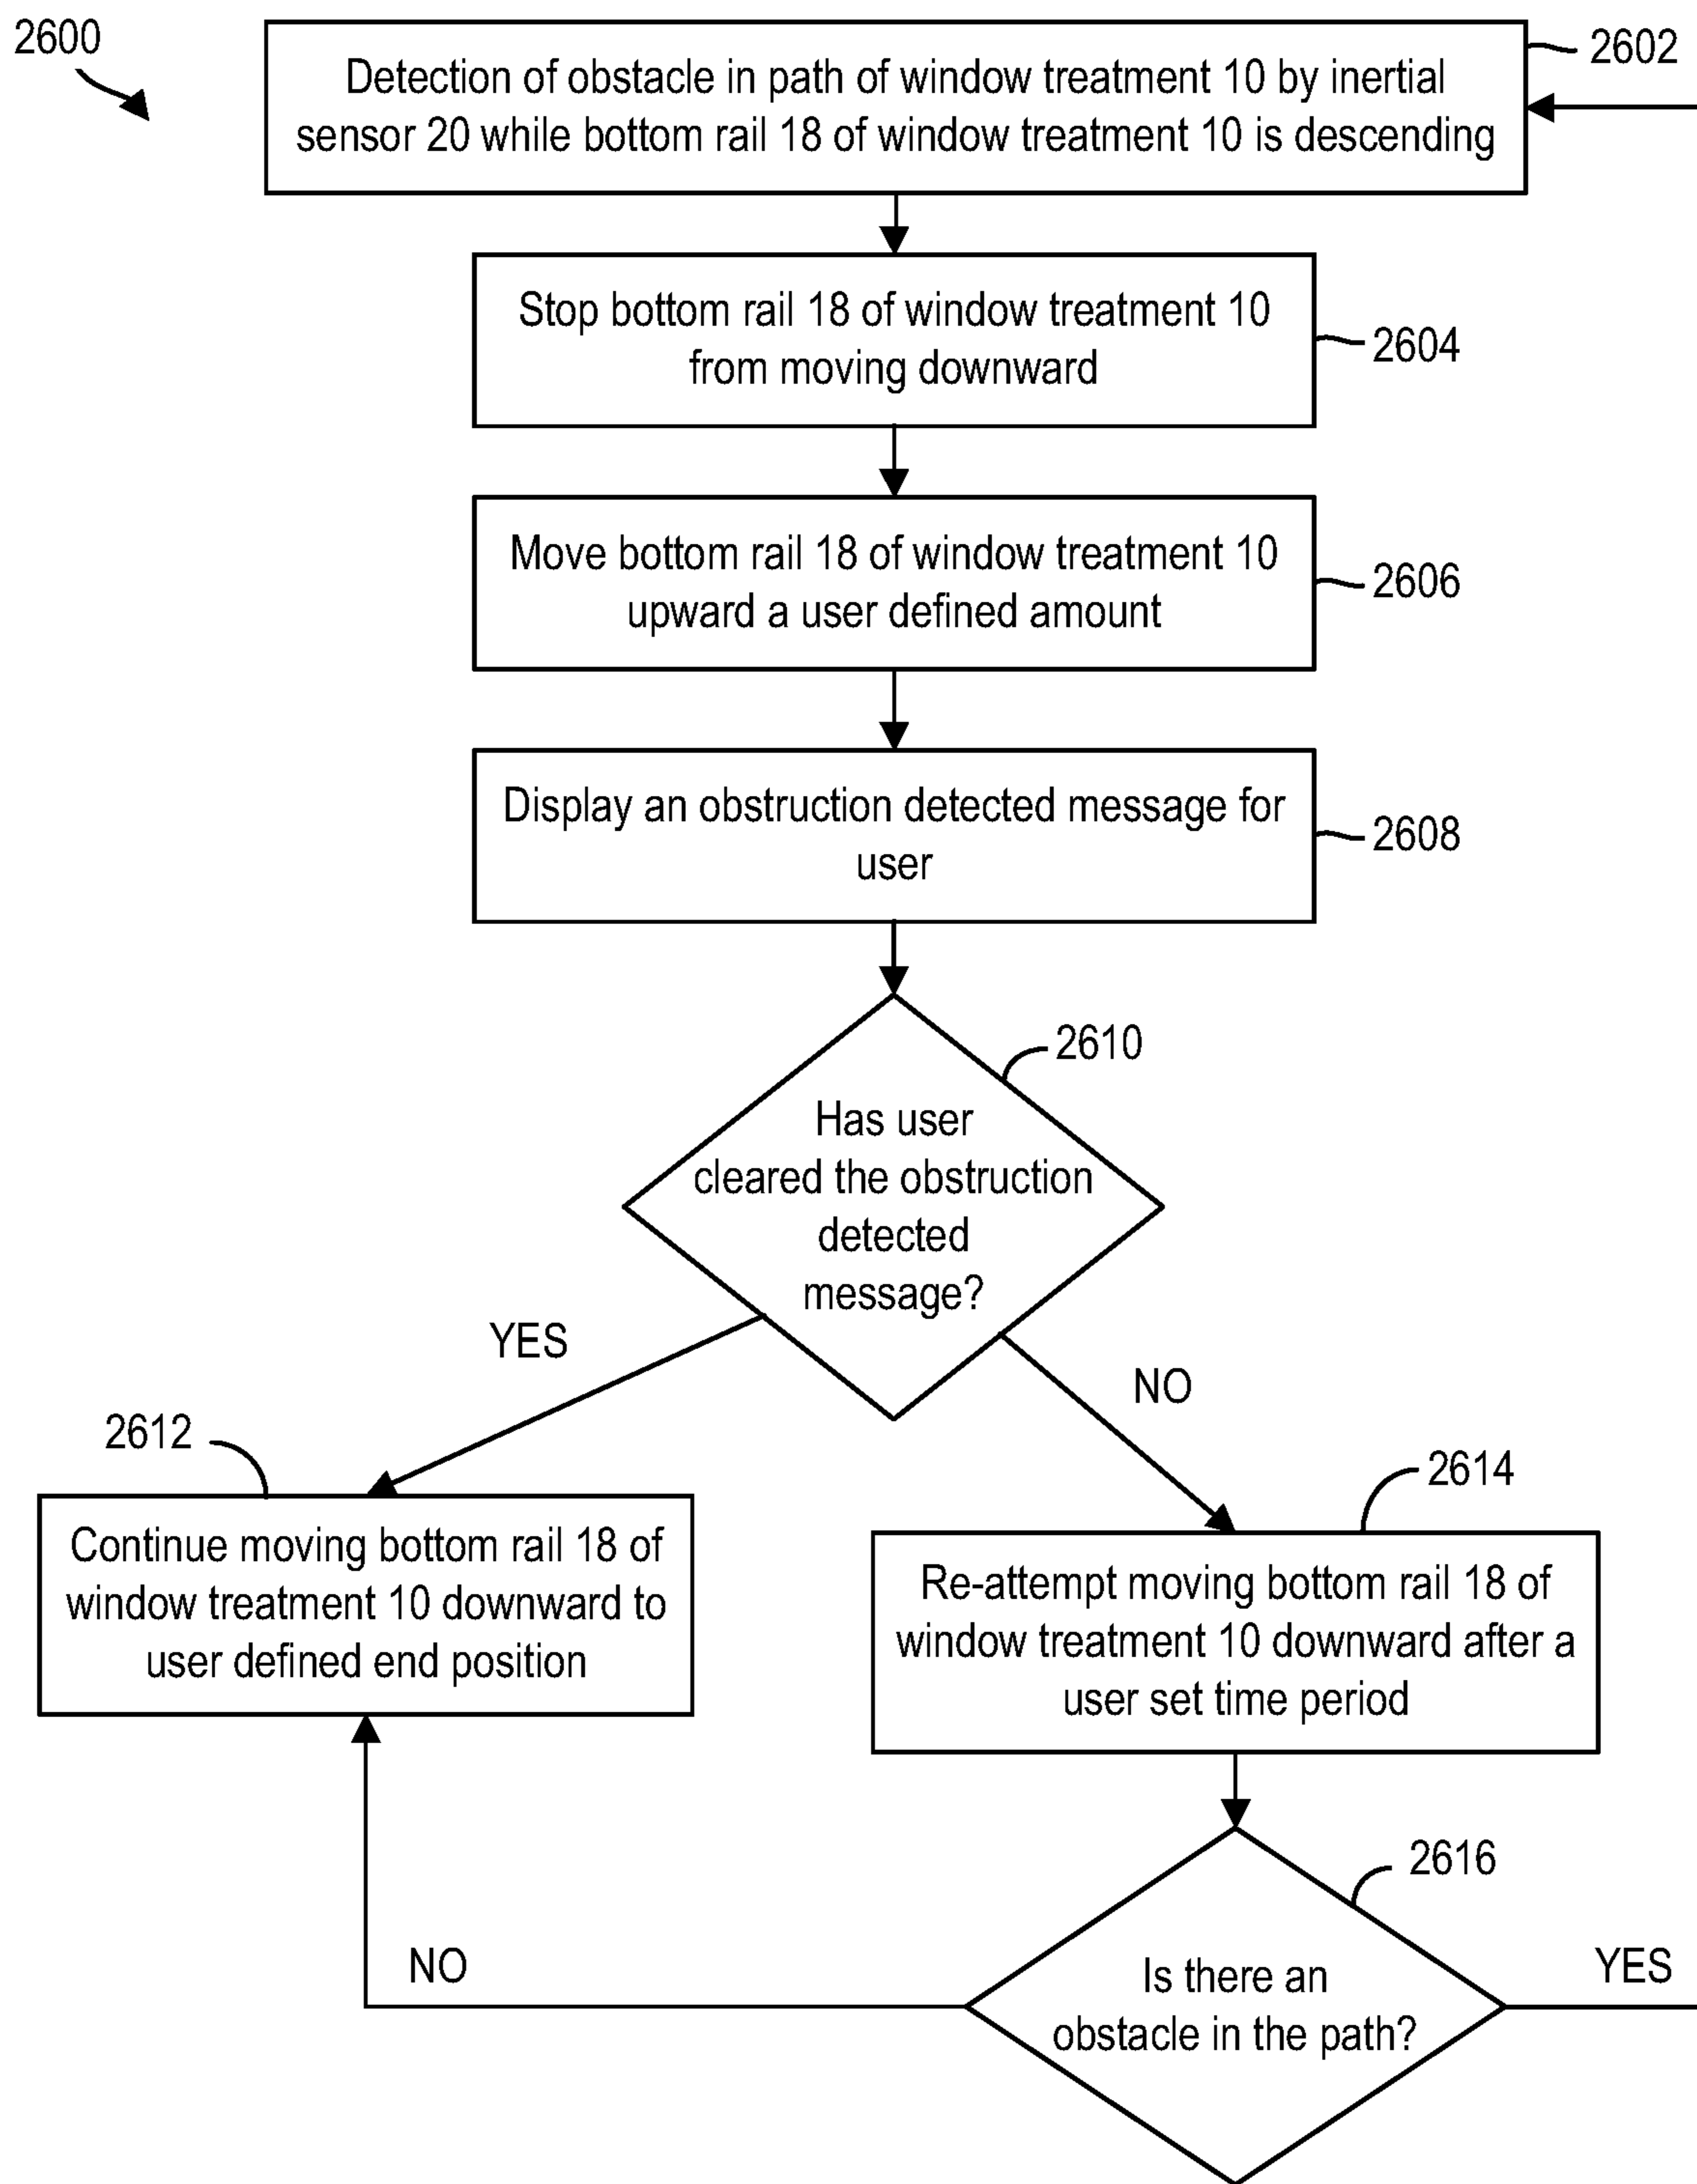 2600
2602
Detection of obstacle in path of window treatment 10 by inertial
sensor 20 while bottom rail 18 of window treatment 10 is descending
Stop bottom rail 18 of window treatment 10
from moving downward
2604
Move bottom rail 18 of window treatment 10
upward a user defined amount
2606
Display an obstruction detected message for
user
2608
2610
Has user
cleared the obstruction
detected
message?
YES
NO
2612
2614
Continue moving bottom rail 18 of
window treatment 10 downward to
user defined end position
Re-attempt moving bottom rail 18 of
window treatment 10 downward after a
user set time period
2616
Is there an
obstacle in the path?
NO
YES